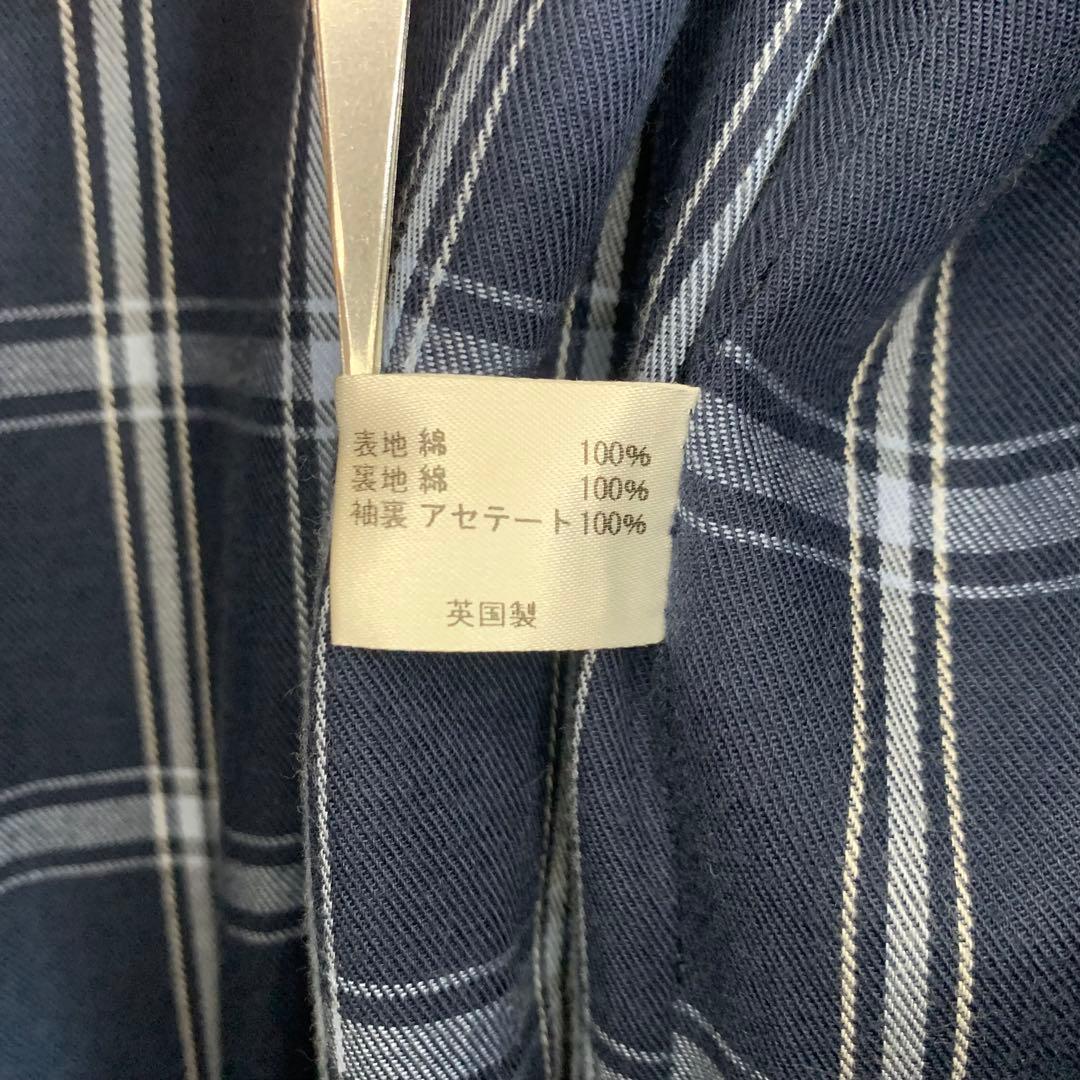 表地 綿 100%
裏地 綿 100%
袖裏 アセテート 100%
英国製